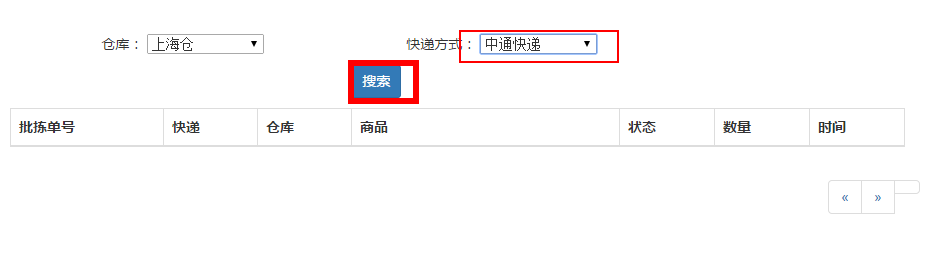 仓库： 上海仓 快递方式： 中通快递
搜索
批拣单号 快递 仓库 商品 状态 数量 时间
« »